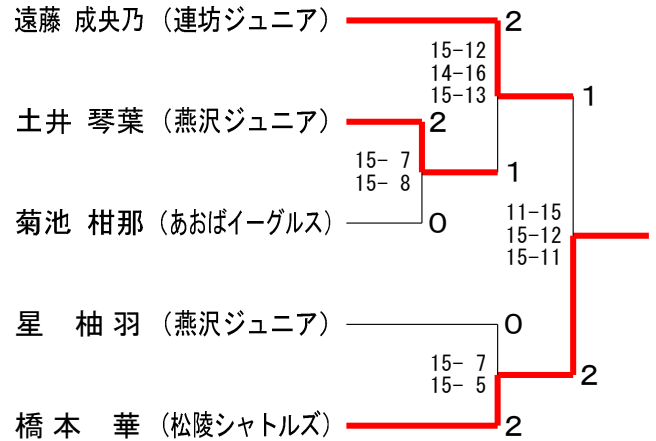 遠藤 成央乃 (連坊ジュニア) 2
15-12
14-16
15-13
1
土井 琴葉 (燕沢ジュニア) 2
15- 7
15- 8
1
菊池 柑那 (あおばイーグルス) 0
11-15
15-12
15-11
星 柚羽 (燕沢ジュニア) 0
15- 7
15- 5
2
橋本 華 (松陵シャトルズ) 2